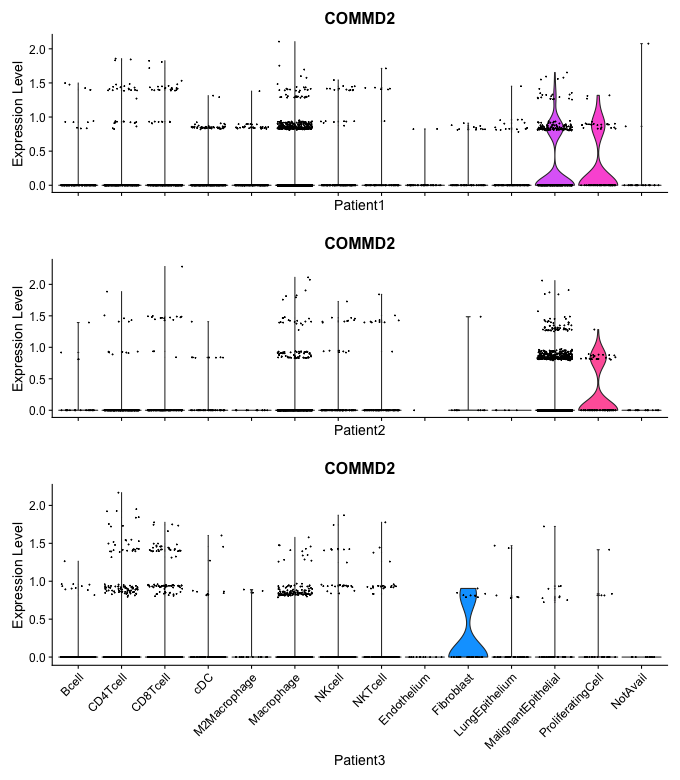 COMMD2
Expression Level
2.0
1.5
1.0
0.5
0.0
Patient1
COMMD2
Expression Level
2.0
1.5
1.0
0.5
0.0
Patient2
COMMD2
Expression Level
2.0
1.5
1.0
0.5
0.0
Bcell
CD4Tcell
CD8Tcell
cDC
M2Macrophage
Macrophage
NKcell
NKTcell
Endothelium
Fibroblast
LungEpithelium
MalignantEpithelial
ProliferatingCell
NotAvail
Patient3